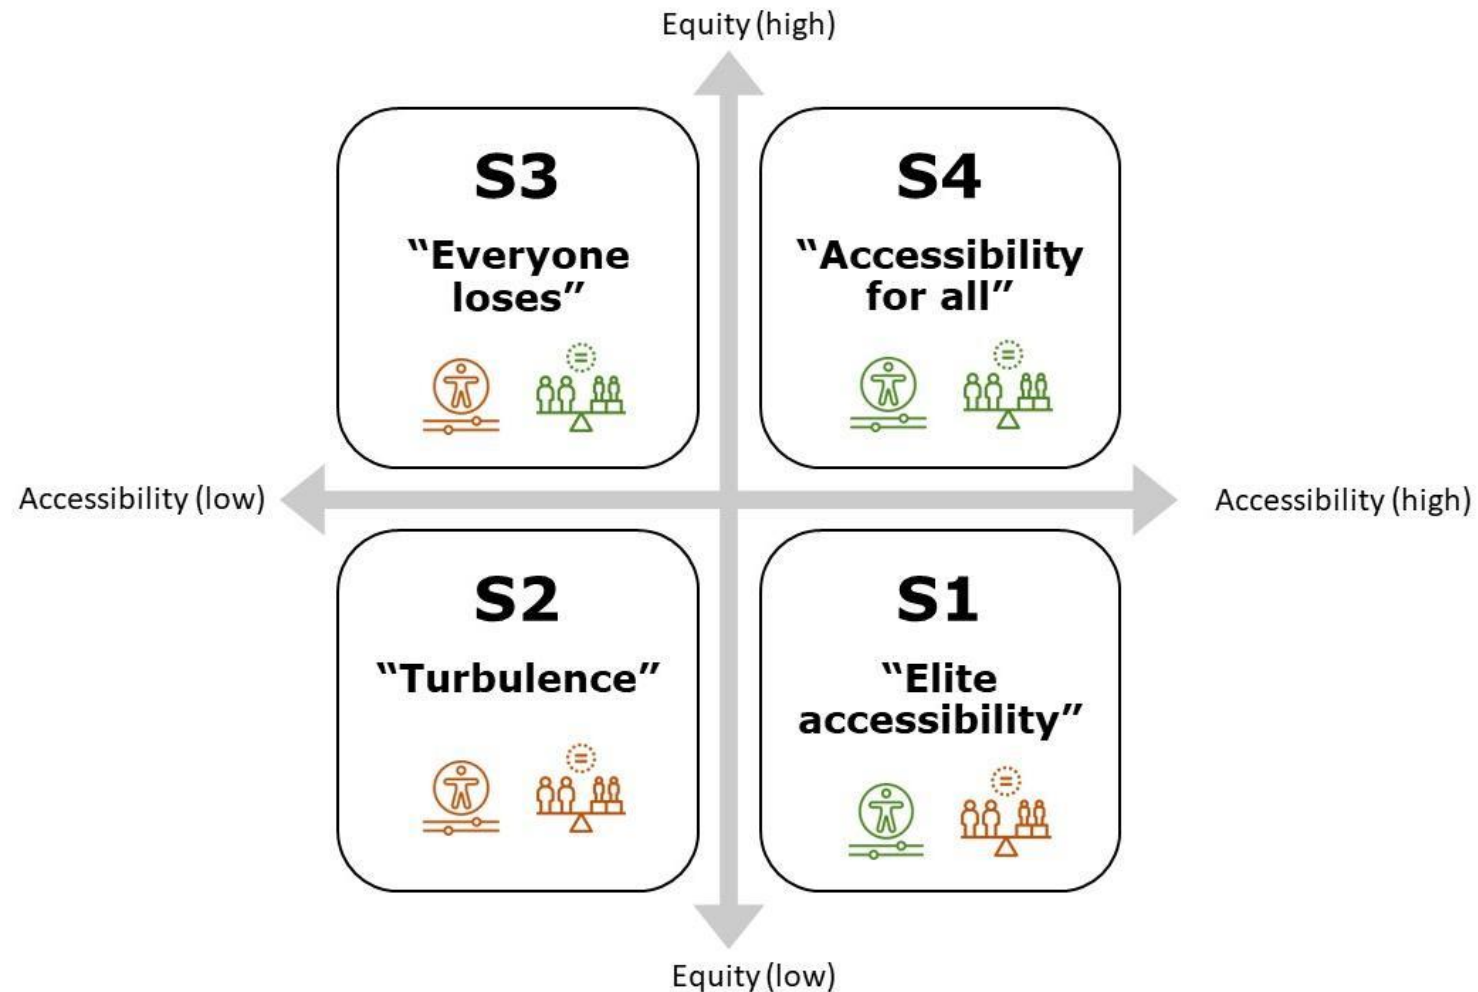 Equity (high)
S3
“Everyone
loses”
=
S4
“Accessibility
for all”
=
Accessibility (low)
Accessibility (high)
S2
“Turbulence”
=
S1
“Elite
accessibility”
=
Equity (low)